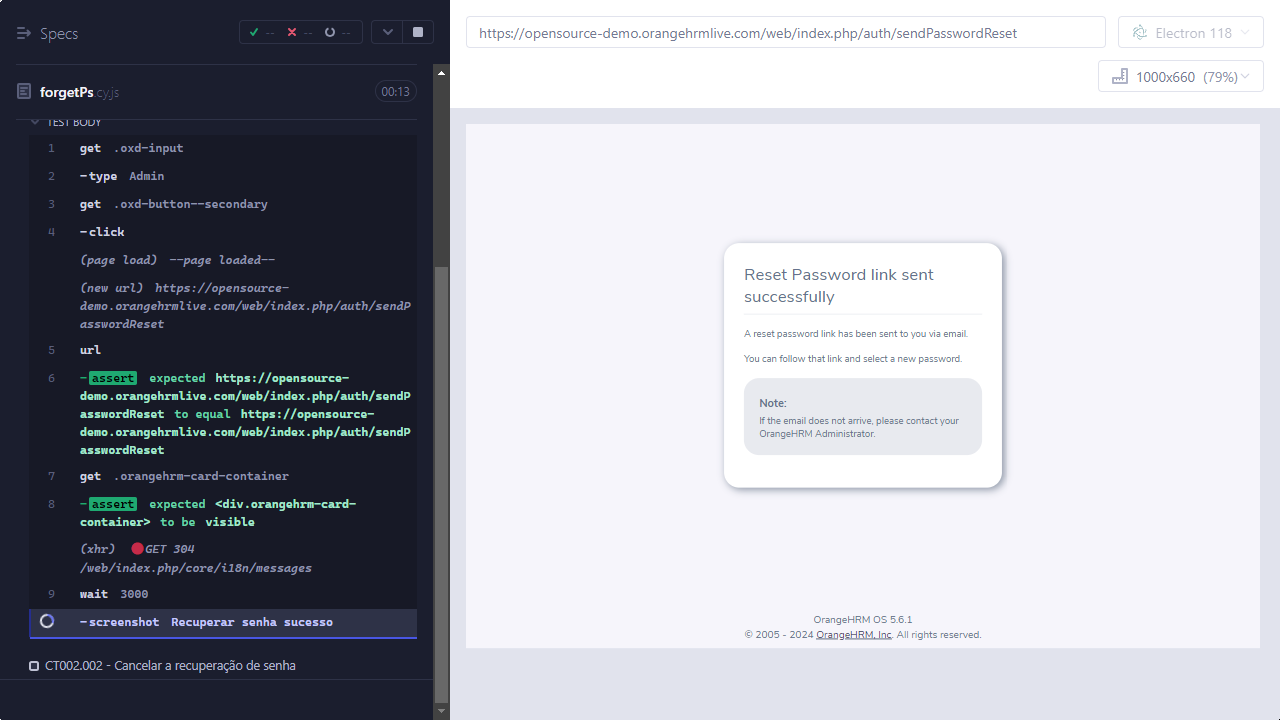 Specs
-- -- --
forgetPs.cy.js
00:13
TEST BODY
1 get .oxd-input
2 -type Admin
3 get .oxd-button--secondary
4 -click
(page load) --page loaded--
(new url) https://opensource-
demo.orangehrmlive.com/web/index.php/auth/sendP
asswordReset
5 url
6 -assert expected https://opensource-
demo.orangehrmlive.com/web/index.php/auth/sendP
asswordReset to equal https://opensource-
demo.orangehrmlive.com/web/index.php/auth/sendP
asswordReset
7 get .orangehrm-card-container
8 -assert expected <div.orangehrm-card-
container> to be visible
(xhr) GET 304
/web/index.php/core/i18n/messages
9 wait 3000
-screenshot Recuperar senha sucesso
CT002.002 - Cancelar a recuperação de senha
https://opensource-demo.orangehrmlive.com/web/index.php/auth/sendPasswordReset
Electron 118
1000x660 (79%)
Reset Password link sent
successfully
A reset password link has been sent to you via email.
You can follow that link and select a new password.
Note:
If the email does not arrive, please contact your
OrangeHRM Administrator.
OrangeHRM OS 5.6.1
© 2005 - 2024 OrangeHRM, Inc. All rights reserved.